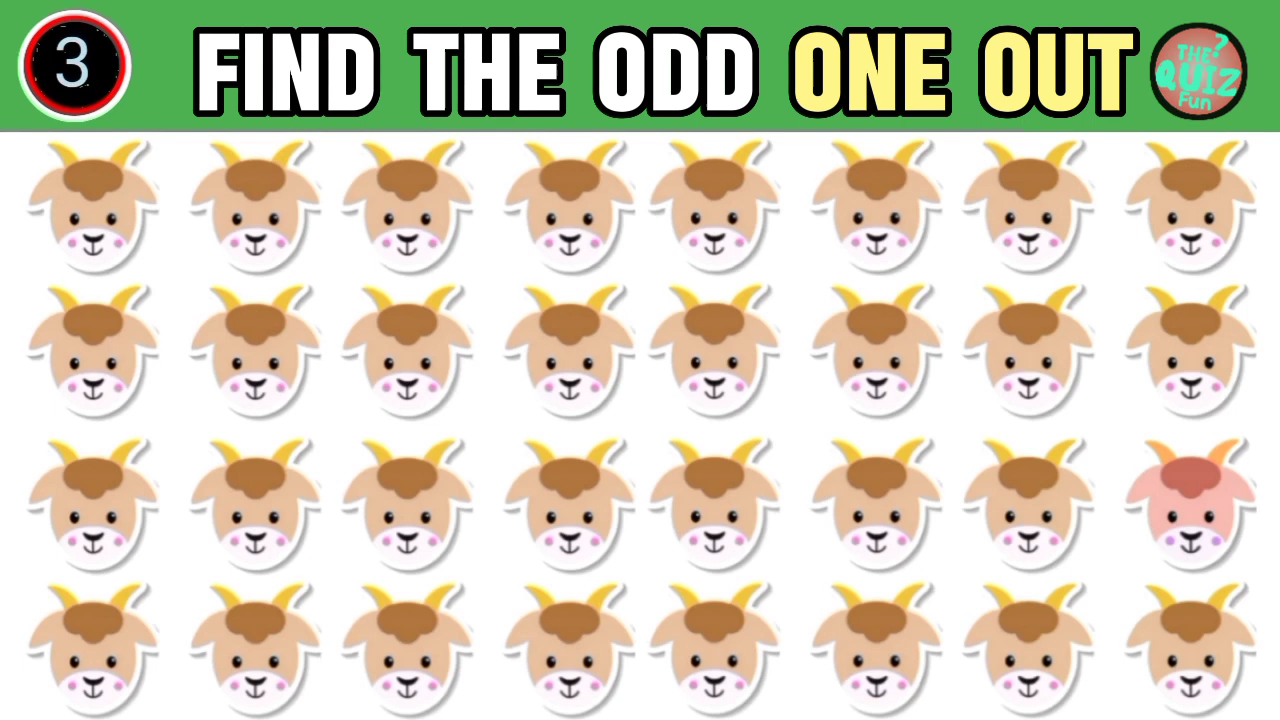 3
FIND THE ODD ONE OUT
THE?
QUIZ
Fun